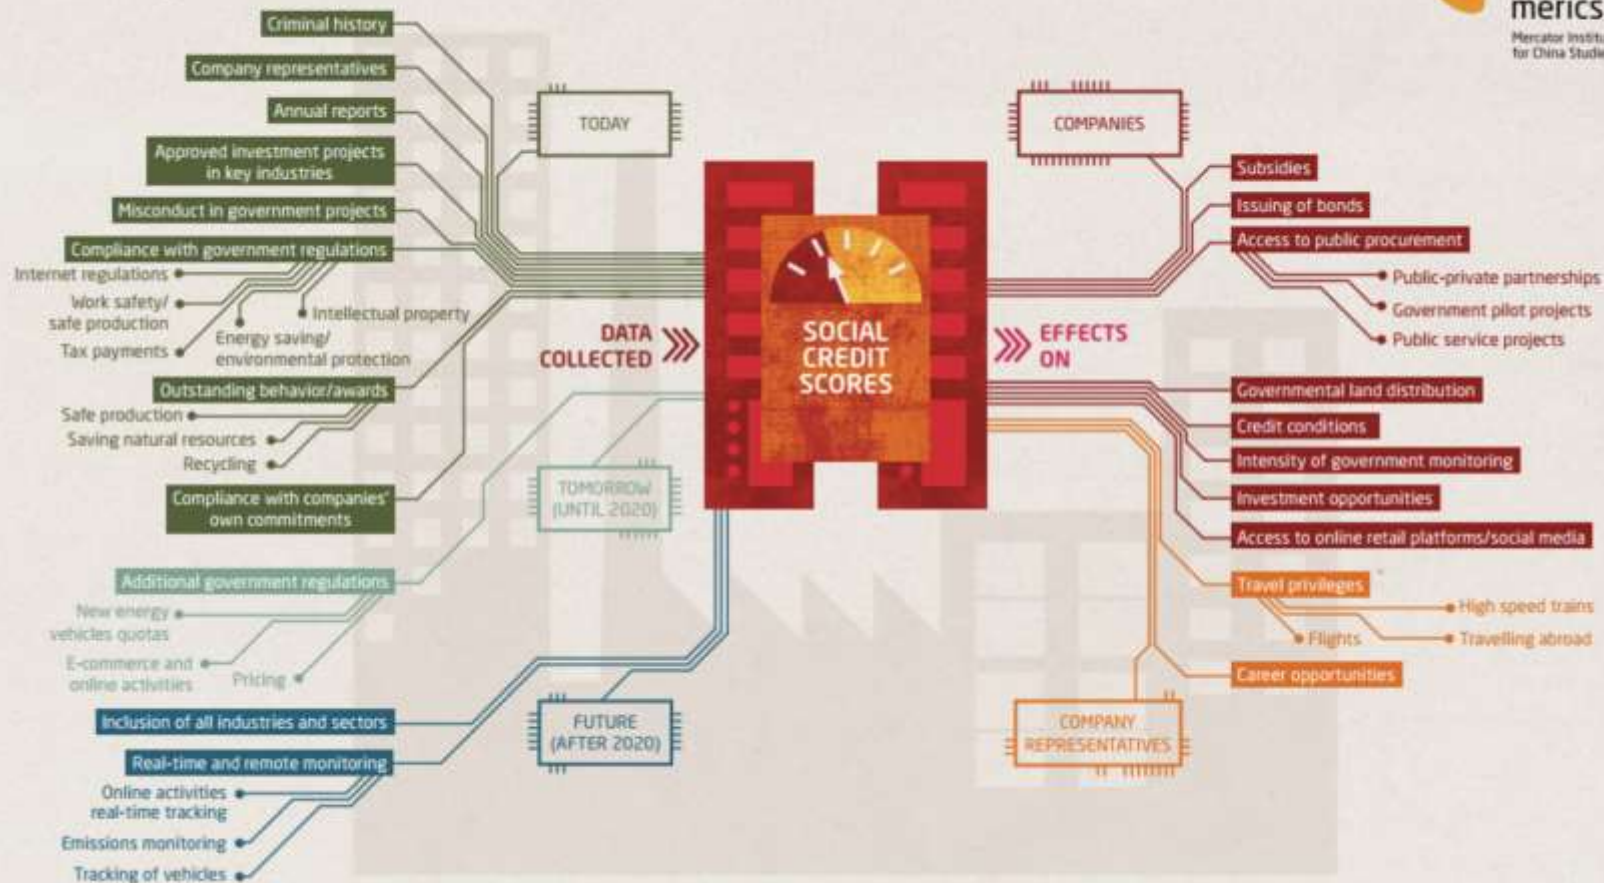 merics
Mercator Institu
for China Studie
Criminal history
Company representatives
Annual reports
Approved investment projects
in key industries
Misconduct in government projects
Compliance with government regulations
Internet regulations
Work safety/
safe production
Tax payments
Energy saving/
environmental protection
Intellectual property
Outstanding behavior/awards
Safe production
Saving natural resources
Recycling
Compliance with companies'
own commitments
Additional government regulations
New energy
vehicles quotas
E-commerce and
online activities
Pricing
Inclusion of all industries and sectors
Real-time and remote monitoring
Online activities
real-time tracking
Emissions monitoring
Tracking of vehicles
TODAY
DATA
COLLECTED
TOMORROW
(UNTIL 2020)
FUTURE
(AFTER 2020)
SOCIAL
CREDIT
SCORES
EFFECTS
ON
COMPANIES
Subsidies
Issuing of bonds
Access to public procurement
Public-private partnerships
Government pilot projects
Public service projects
Governmental land distribution
Credit conditions
Intensity of government monitoring
Investment opportunities
Access to online retail platforms/social media
Travel privileges
High speed trains
Flights
Travelling abroad
Career opportunities
COMPANY
REPRESENTATIVES